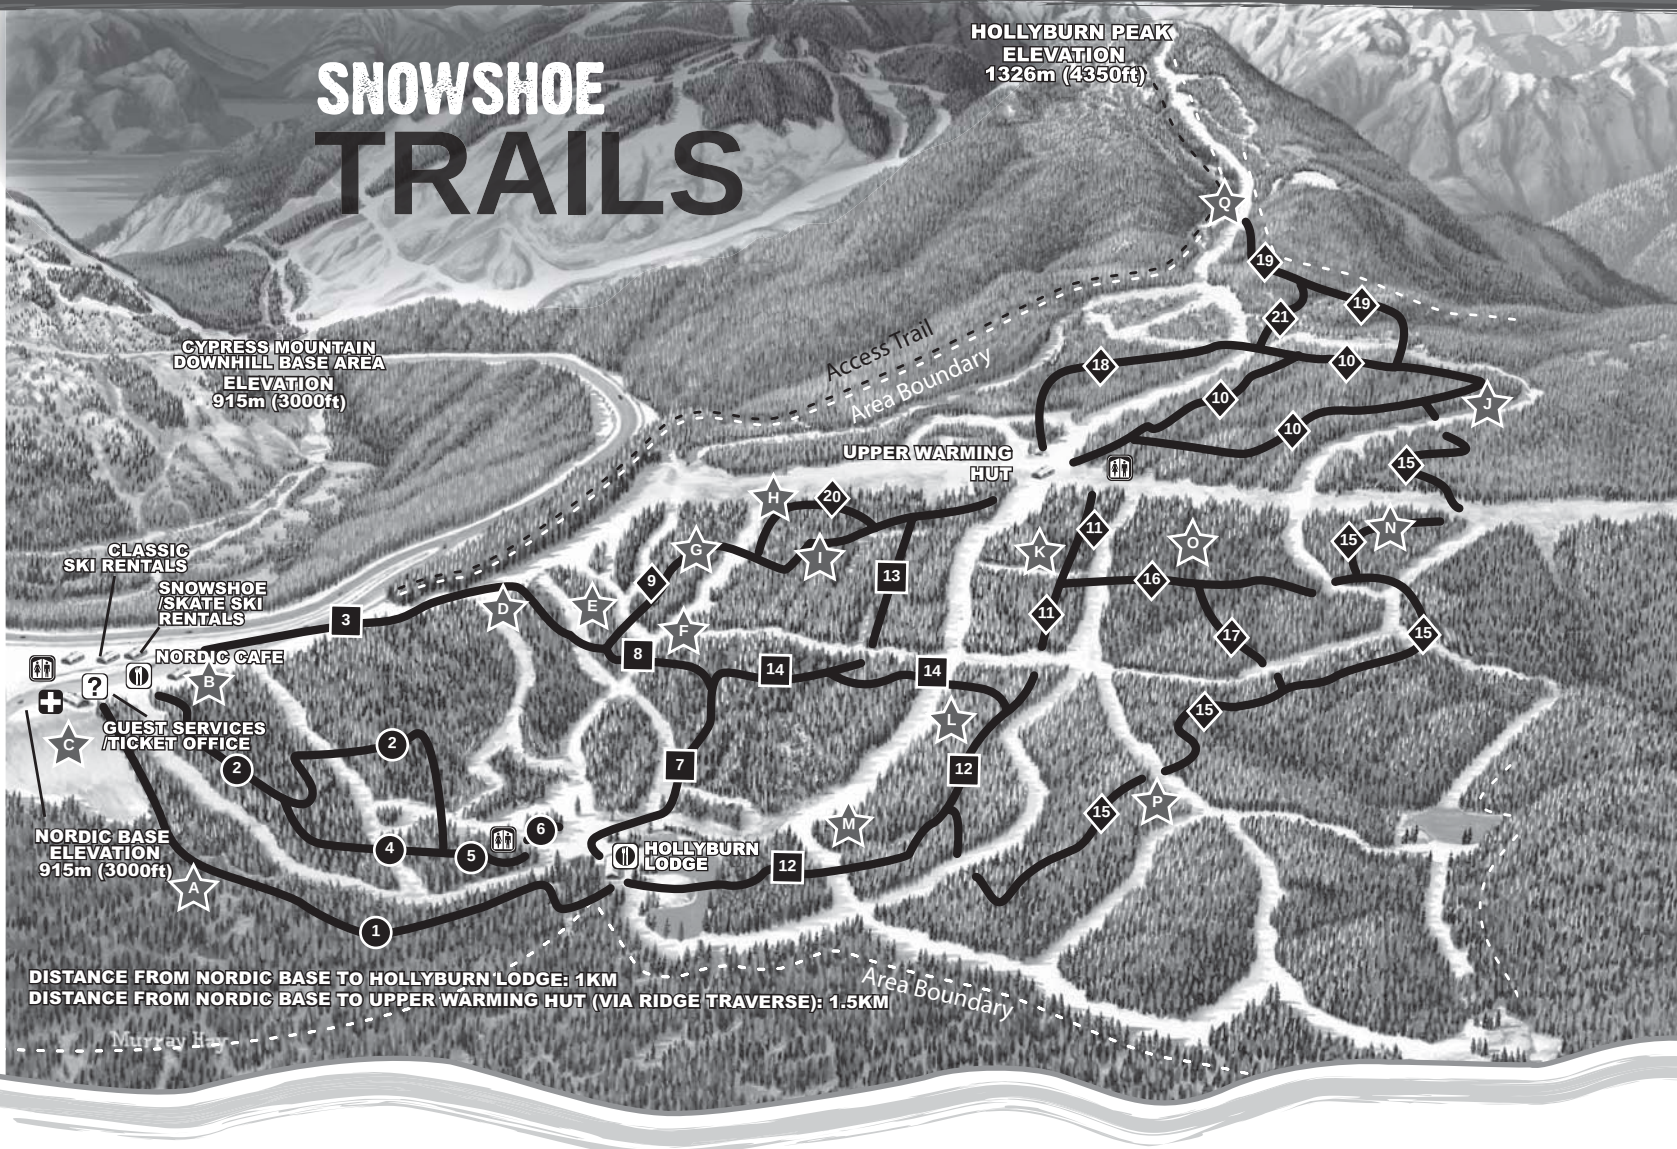 HOLLYBURN PEAK
ELEVATION
1326m (4350ft)
SNOWSHOE
TRAILS
Q
19
19
21
CYPRESS MOUNTAIN
DOWNHILL BASE AREA
ELEVATION
915m (3000ft)
Access Trail
Area Boundary
18
10
10
10
J
UPPER WARMING
HUT
15
H
20
11
N
15
O
K
G
I
CLASSIC
SKI RENTALS
SNOWSHOE
/SKATE SKI
RENTALS
9
13
16
D
E
3
11
F
17
15
8
NORDIC CAFE
14
14
B
?
15
L
GUEST SERVICES
/TICKET OFFICE
C
2
2
7
12
P
15
M
6
NORDIC BASE
ELEVATION
915m (3000ft)
4
5
HOLLYBURN
LODGE
12
A
1
DISTANCE FROM NORDIC BASE TO HOLLYBURN LODGE: 1KM
DISTANCE FROM NORDIC BASE TO UPPER WARMING HUT (VIA RIDGE TRAVERSE): 1.5KM
Area Boundary
Murray Hay